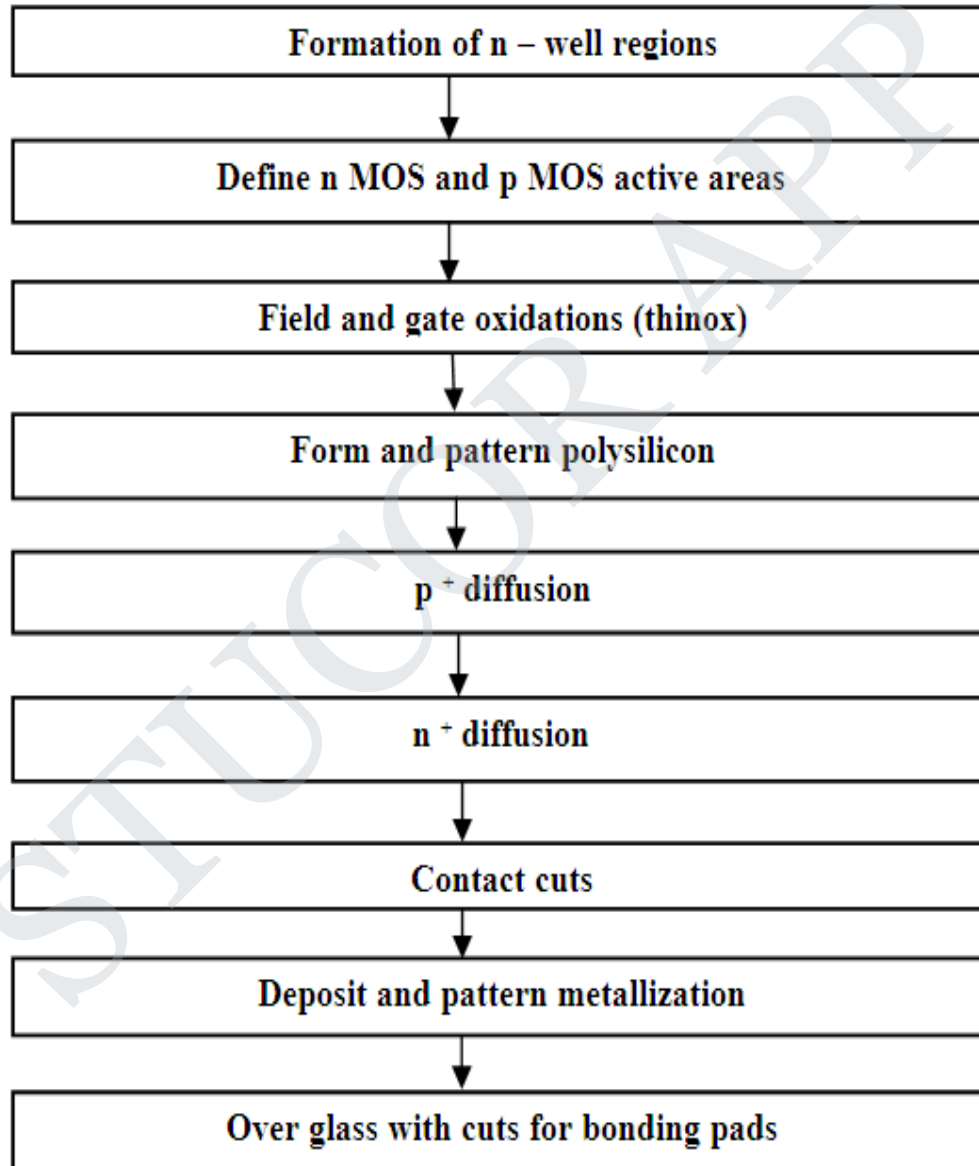 Formation of n – well regions
Define n MOS and p MOS active areas
Field and gate oxidations (thinox)
Form and pattern polysilicon
p + diffusion
n + diffusion
Contact cuts
Deposit and pattern metallization
Over glass with cuts for bonding pads
STUCOR APP